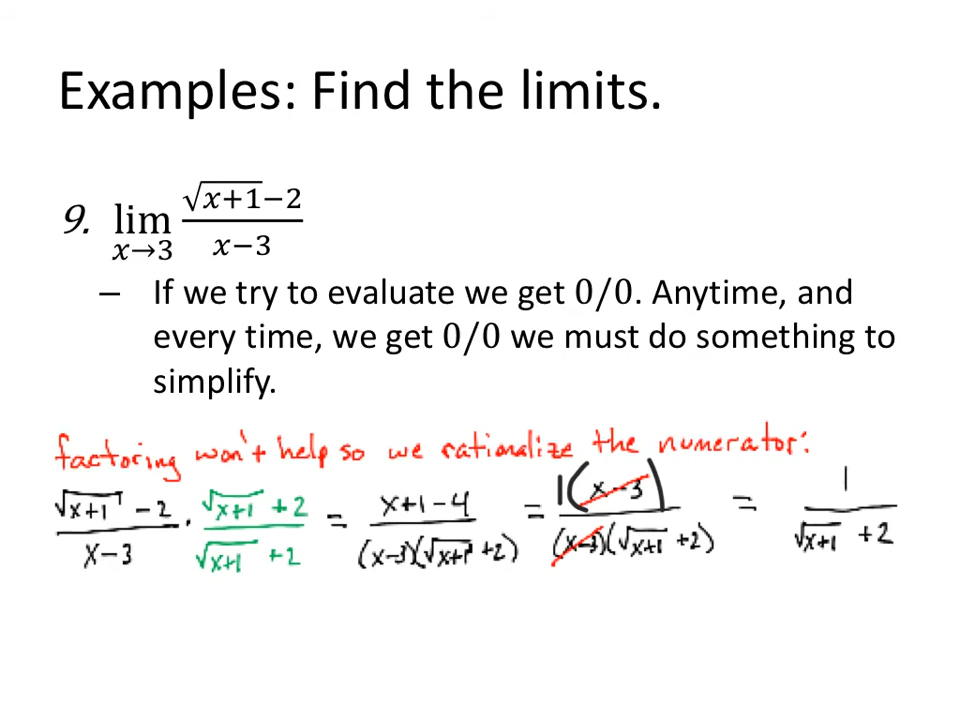 Examples: Find the limits.
9. lim x→3 (√(x+1)−2)/(x−3)
– If we try to evaluate we get 0/0. Anytime, and
every time, we get 0/0 we must do something to
simplify.
factoring won't help so we rationalize the numerator:
(√(x+1) - 2)/(x-3) · (√(x+1) + 2)/(√(x+1) + 2) = (x+1-4)/((x-3)(√(x+1) +2)) = 1(x-3)/((x-3)(√(x+1) +2)) = 1/(√(x+1) +2)